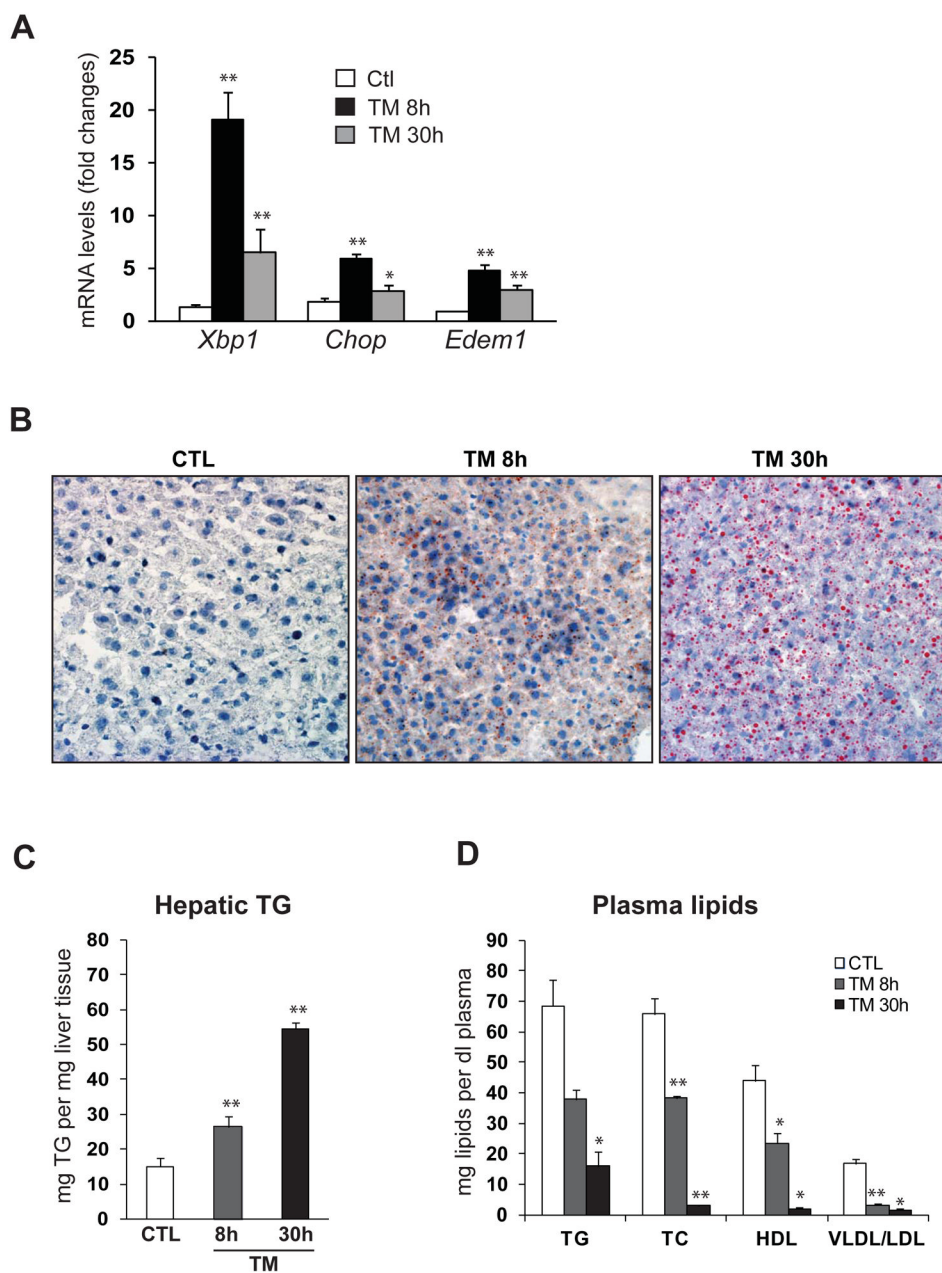 A
mRNA levels (fold changes)
25
20
15
10
5
0
Ctl
TM 8h
TM 30h
**
**
**
*
**
**
Xbp1 Chop Edem1
B
CTL TM 8h TM 30h
C
Hepatic TG
mg TG per mg liver tissue
80
70
60
50
40
30
20
10
0
**
**
CTL 8h 30h
TM
D
Plasma lipids
mg lipids per dl plasma
90
80
70
60
50
40
30
20
10
0
CTL
TM 8h
TM 30h
*
**
**
*
*
**
*
TG TC HDL VLDL/LDL